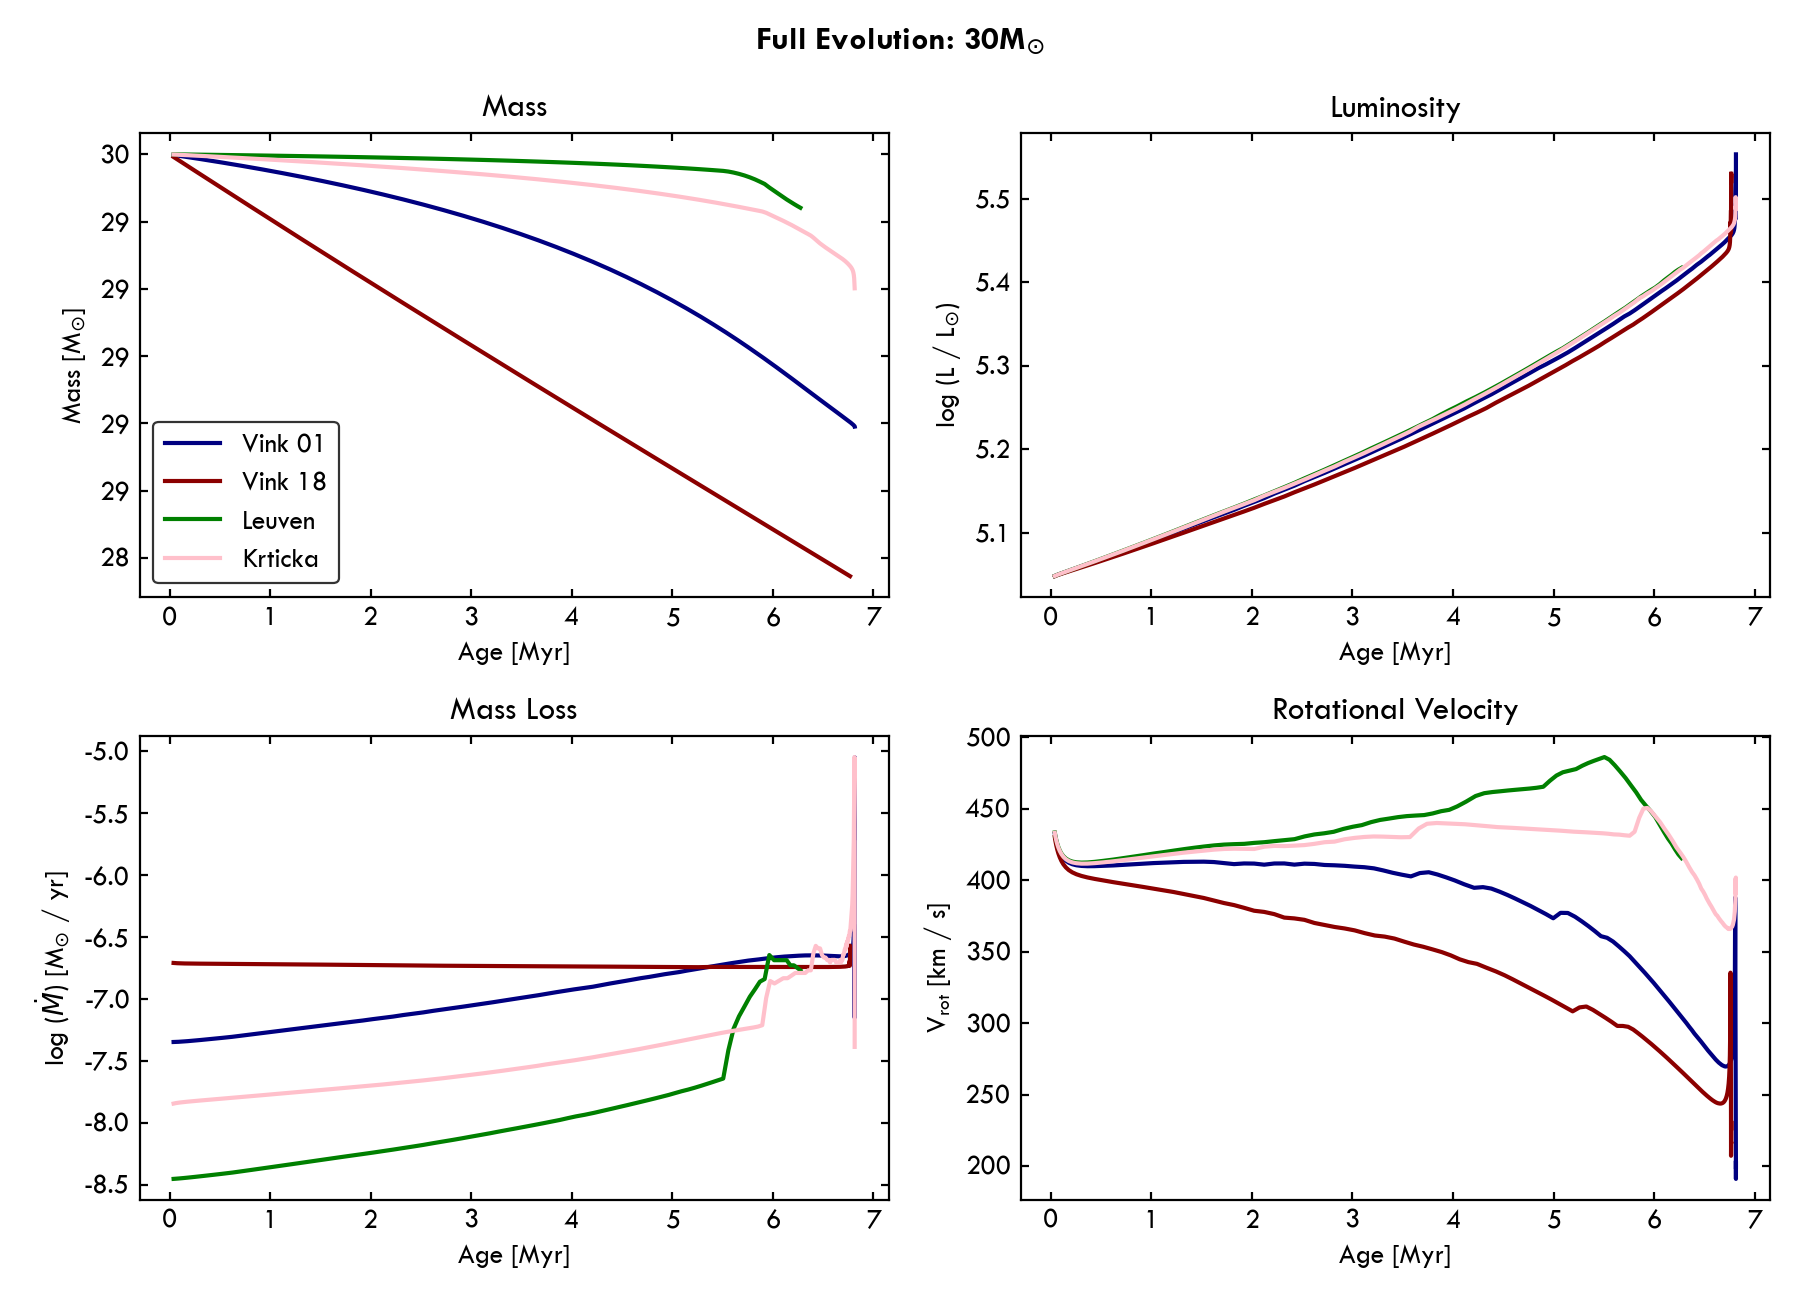 Full Evolution: 30M⊙
Mass
30
29
29
29
29
29
28
Mass [M⊙]
Vink 01
Vink 18
Leuven
Krticka
0 1 2 3 4 5 6 7
Age [Myr]
Luminosity
5.5
5.4
5.3
5.2
5.1
log (L / L⊙)
0 1 2 3 4 5 6 7
Age [Myr]
Mass Loss
-5.0
-5.5
-6.0
-6.5
-7.0
-7.5
-8.0
-8.5
log (Ṁ) [M⊙ / yr]
0 1 2 3 4 5 6 7
Age [Myr]
Rotational Velocity
500
450
400
350
300
250
200
Vrot [km / s]
0 1 2 3 4 5 6 7
Age [Myr]